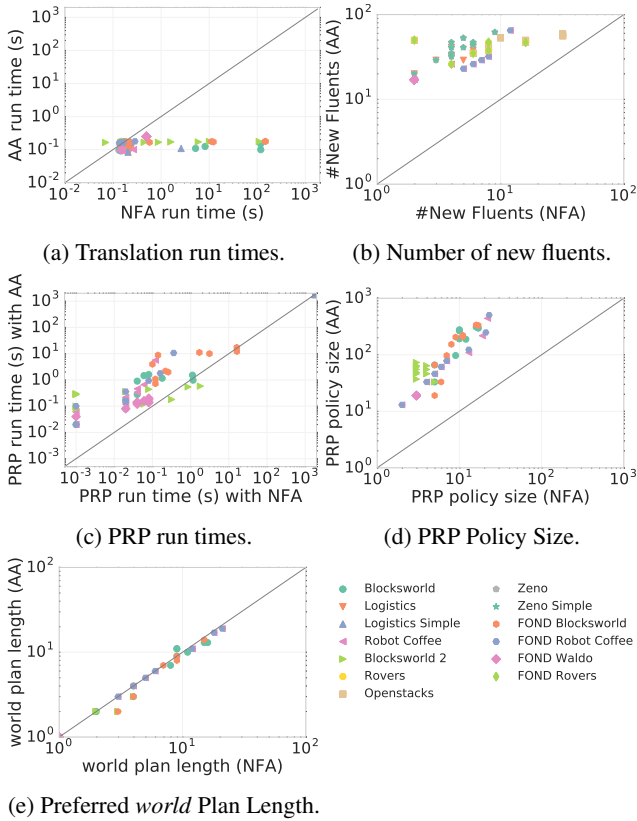 AA run time (s)
10^3
10^2
10^1
10^0
10^-1
10^-2
10^-2 10^-1 10^0 10^1 10^2 10^3
NFA run time (s)
(a) Translation run times.
#New Fluents (AA)
10^2
10^1
10^0
10^0 10^1 10^2
#New Fluents (NFA)
(b) Number of new fluents.
PRP run time (s) with AA
10^3
10^2
10^1
10^0
10^-1
10^-2
10^-3
10^-3 10^-2 10^-1 10^0 10^1 10^2 10^3
PRP run time (s) with NFA
(c) PRP run times.
PRP policy size (AA)
10^3
10^2
10^1
10^0
10^0 10^1 10^2 10^3
PRP policy size (NFA)
(d) PRP Policy Size.
world plan length (AA)
10^2
10^1
10^0
10^0 10^1 10^2
world plan length (NFA)
(e) Preferred world Plan Length.
Blocksworld
Logistics
Logistics Simple
Robot Coffee
Blocksworld 2
Rovers
Openstacks
Zeno
Zeno Simple
FOND Blocksworld
FOND Robot Coffee
FOND Waldo
FOND Rovers